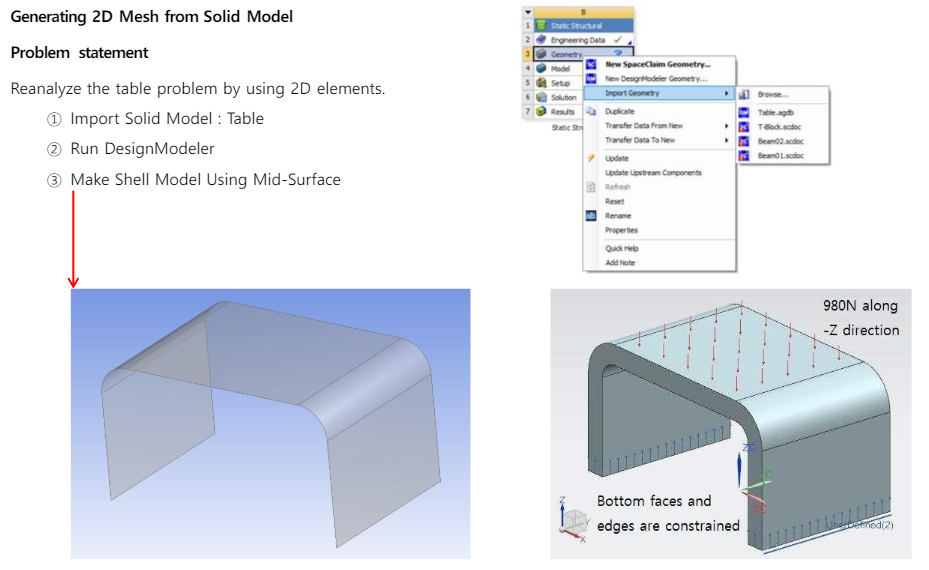 Generating 2D Mesh from Solid Model
Problem statement
Reanalyze the table problem by using 2D elements.
① Import Solid Model : Table
② Run DesignModeler
③ Make Shell Model Using Mid-Surface
B
1 Static Structural
2 Engineering Data
3 Geometry
4 Model
5 Setup
6 Solution
7 Results
Static Str
New SpaceClaim Geometry...
New DesignModeler Geometry...
Import Geometry
Duplicate
Transfer Data From New
Transfer Data To New
Update
Update Upstream Components
Refresh
Reset
Rename
Properties
Quick Help
Add Note
Browse...
Table.agdb
T-Block.scdoc
Beam02.scdoc
Beam01.scdoc
980N along
-Z direction
ZC
YC
XC
Bottom faces and
edges are constrained
Z
Y
X
UserDefined(2)